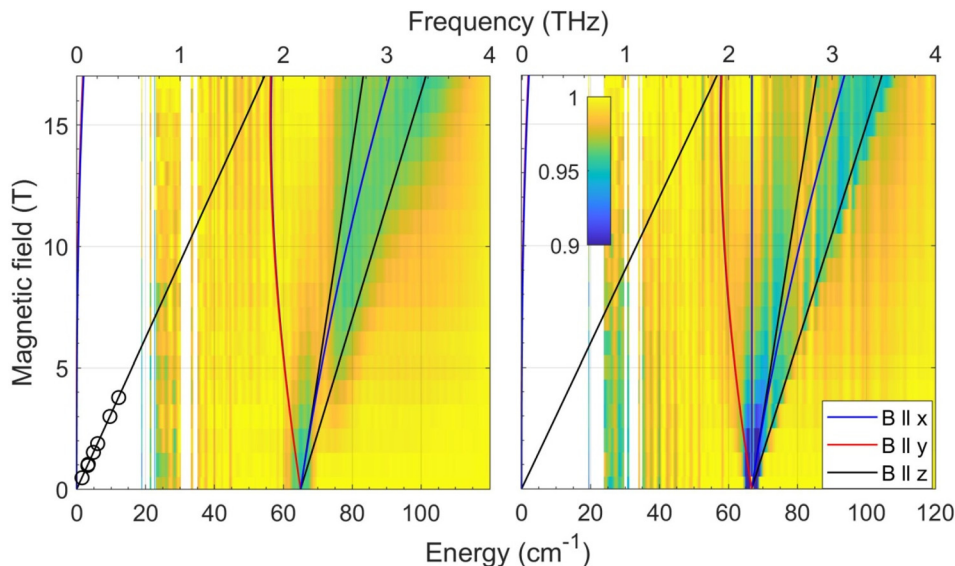 Frequency (THz)
0 1 2 3 4 0 1 2 3 4
15
10
5
0
Magnetic field (T)
1
0.95
0.9
B ll x
B ll y
B ll z
0 20 40 60 80 100 0 20 40 60 80 100 120
Energy (cm⁻¹)